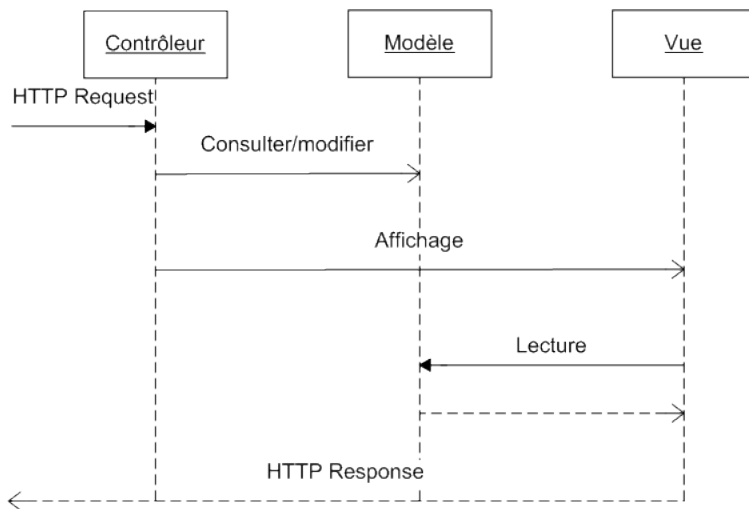 Contrôleur
Modèle
Vue
HTTP Request
Consulter/modifier
Affichage
Lecture
HTTP Response